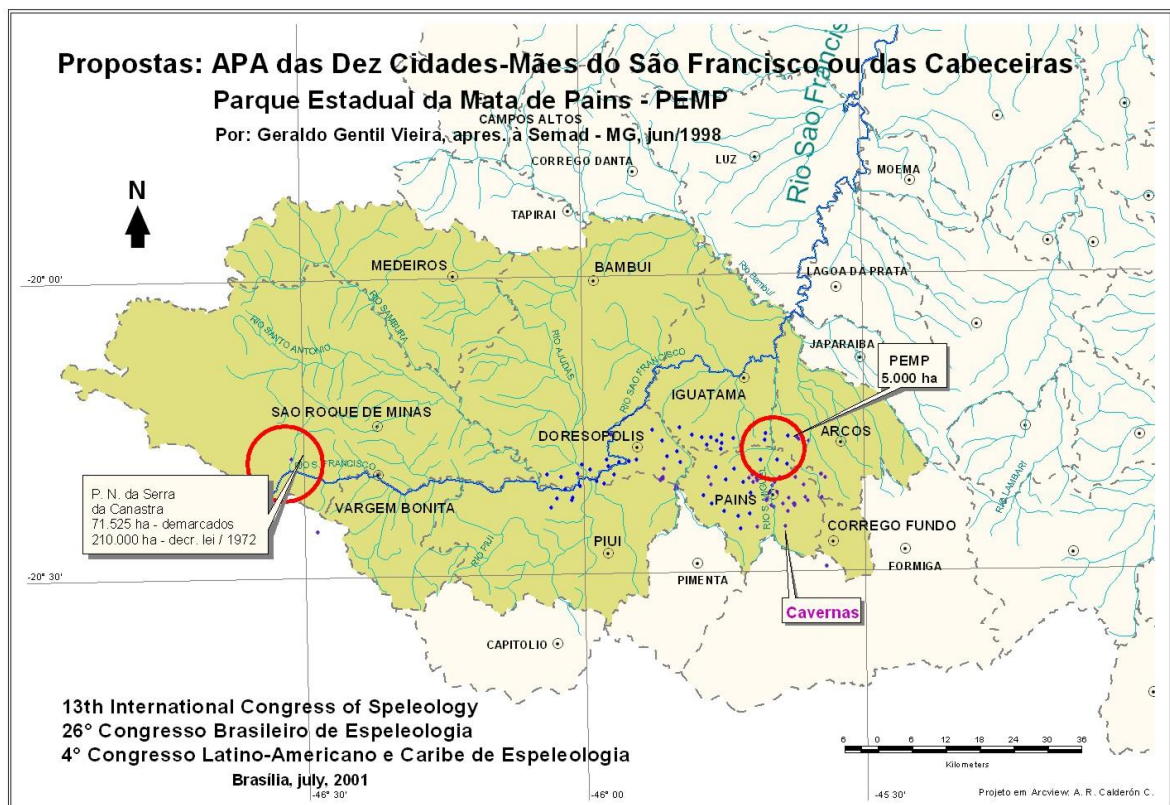 Propostas: APA das Dez Cidades-Mães do São Francisco ou das Cabeceiras
Parque Estadual da Mata de Pains - PEMP
Por: Geraldo Gentil Vieira, apres. à Semad - MG, jun/1998
Rio Sao Francis
CAMPOS ALTOS
CORREGO DANTA
LUZ
MOEMA
N
TAPIRAI
MEDEIROS
BAMBUI
Rio Bambuí
LAGOA DA PRATA
-20° 00'
RIO SAMBURA
RIO SANTO ANTONIO
RIO AJUDAS
RIO SAO FRANCISCO
JAPARAIBA
PEMP
5.000 ha
IGUATAMA
SAO ROQUE DE MINAS
DORESOPOLIS
ARCOS
RIO S. FRANCISCO
P. N. da Serra
da Canastra
71.525 ha - demarcados
210.000 ha - decr. lei / 1972
VARGEM BONITA
PAINS
RIO S. MIGUEL
RIO LAMBARI
CORREGO FUNDO
RIO PIUI
PIUI
FORMIGA
-20° 30'
PIMENTA
Cavernas
CAPITOLIO
13th International Congress of Speleology
26° Congresso Brasileiro de Espeleologia
4° Congresso Latino-Americano e Caribe de Espeleologia
Brasília, july, 2001
6 0 6 12 18 24 30 36
Kilometers
-46° 30'
-46° 00'
-45 30'
Projeto em Arcview: A. R. Calderón C.